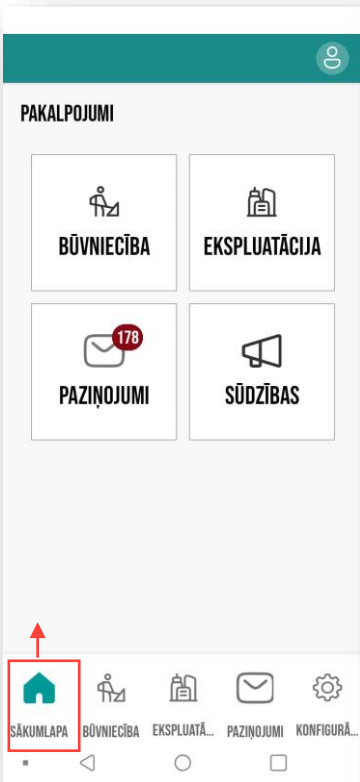 PAKALPOJUMI
BŪVNIECĪBA
EKSPLUATĀCIJA
178
PAZIŅOJUMI
SŪDZĪBAS
SĀKUMLAPA BŪVNIECĪBA EKSPLUATĀ... PAZIŅOJUMI KONFIGURĀ...